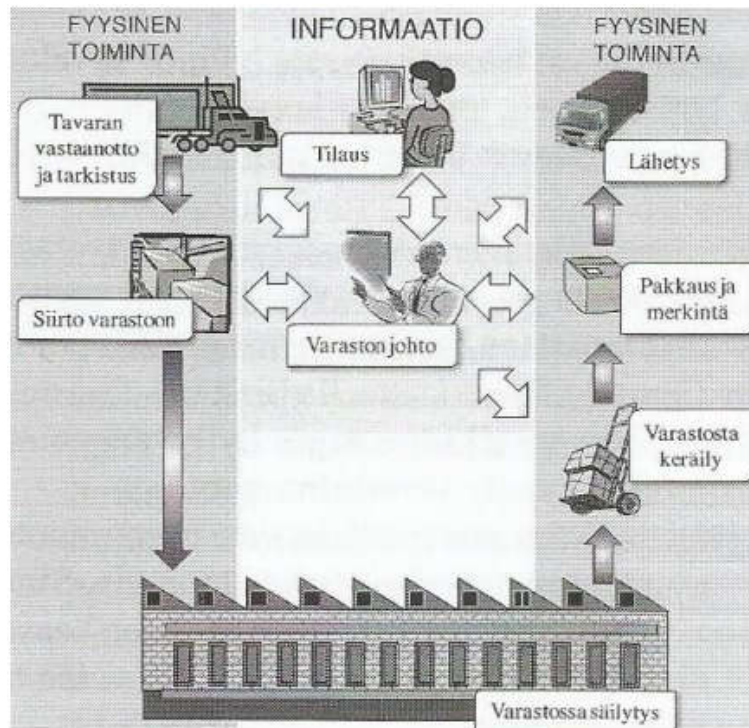 FYYSINEN
TOIMINTA
INFORMAATIO
FYYSINEN
TOIMINTA
Tavaran
vastaanotto
ja tarkistus
Tilaus
Lähetys
Siirto varastoon
Varaston johto
Pakkaus ja
merkintä
Varastosta
keräily
Varastossa säilytys